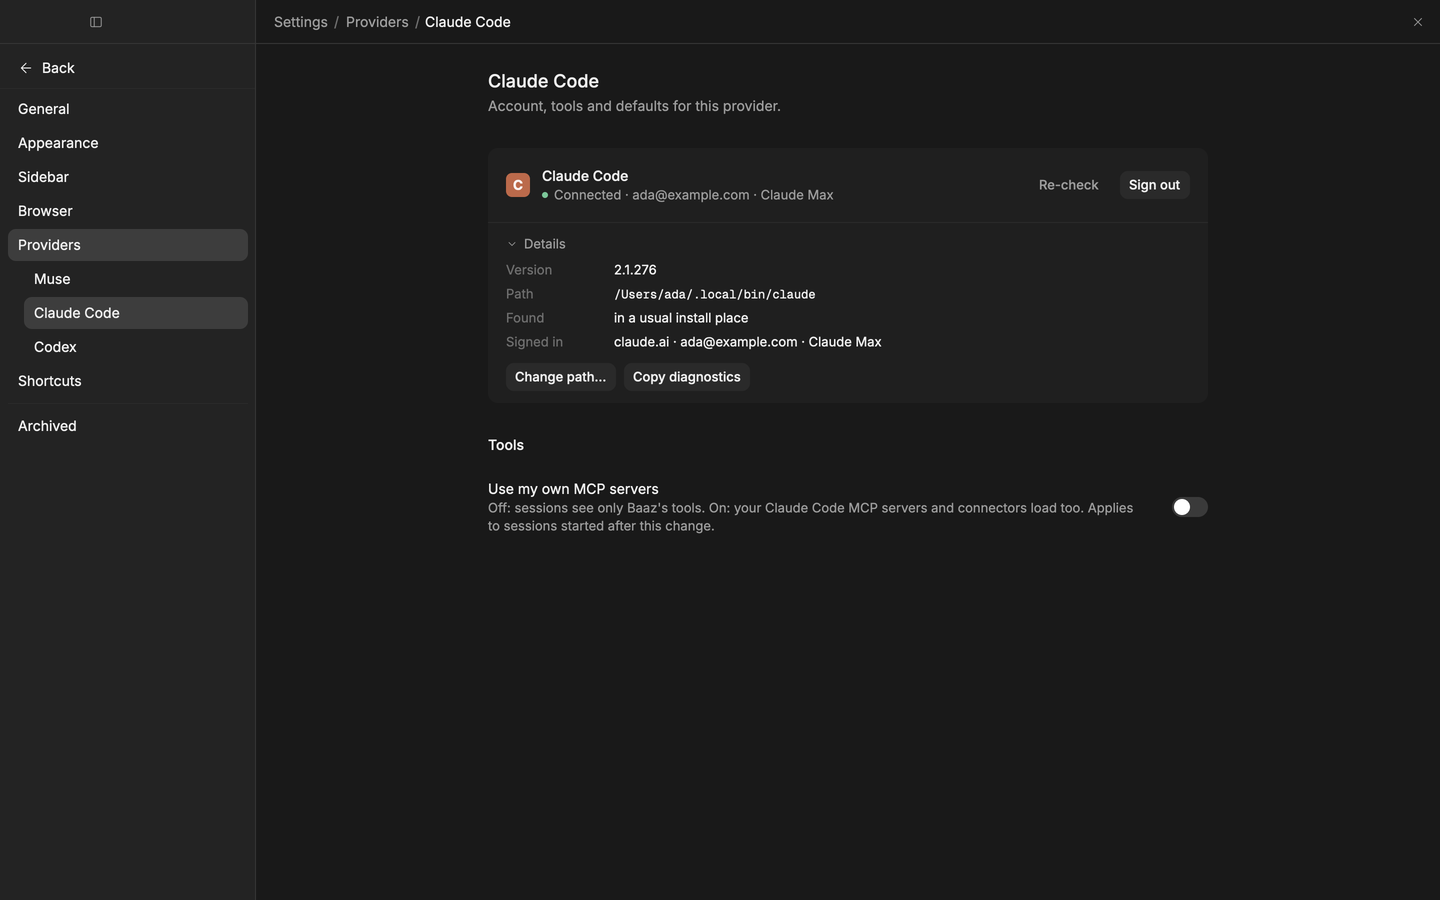 Settings / Providers / Claude Code
Back
General
Appearance
Sidebar
Browser
Providers
Muse
Claude Code
Codex
Shortcuts
Archived
Claude Code
Account, tools and defaults for this provider.
C
Claude Code
Connected · ada@example.com · Claude Max
Re-check
Sign out
Details
Version 2.1.276
Path /Users/ada/.local/bin/claude
Found in a usual install place
Signed in claude.ai · ada@example.com · Claude Max
Change path...
Copy diagnostics
Tools
Use my own MCP servers
Off: sessions see only Baaz's tools. On: your Claude Code MCP servers and connectors load too. Applies
to sessions started after this change.